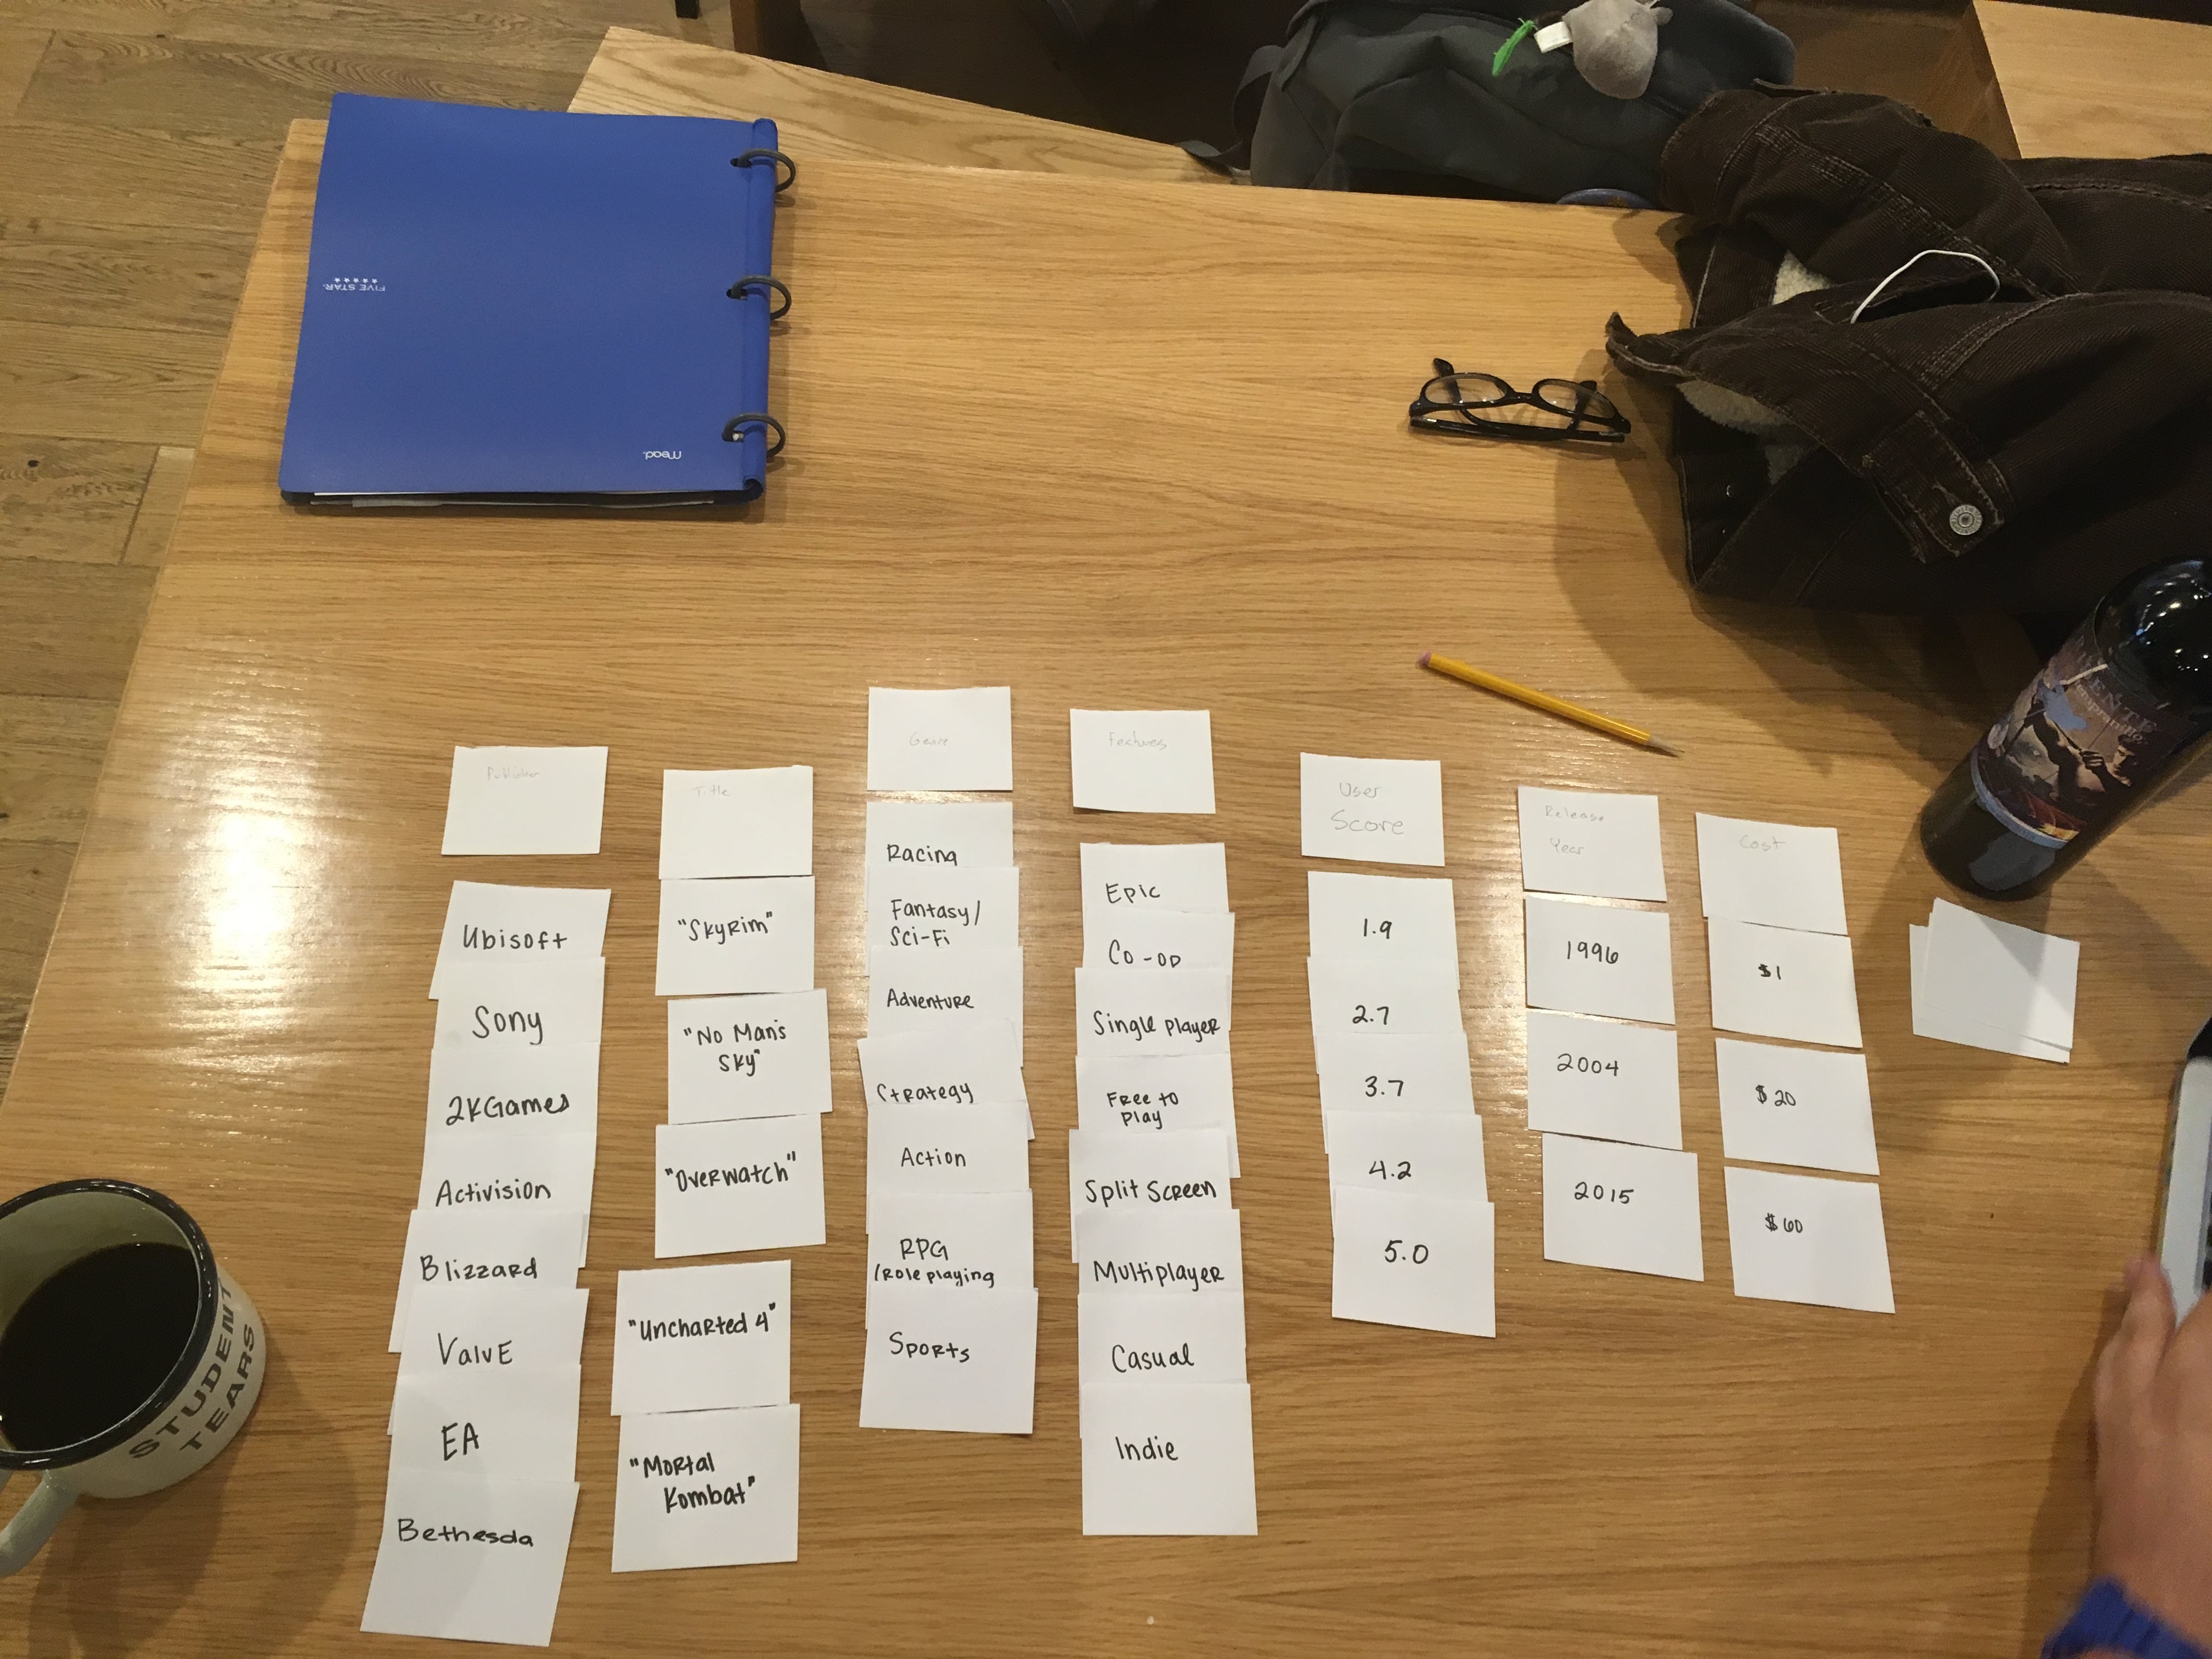 FIVE STAR.
Mead.
Publisher
Ubisoft
Sony
2KGames
Activision
Blizzard
Valve
EA
Bethesda
Title
"Skyrim"
"No Man's
Sky"
"Overwatch"
"Uncharted 4"
"Mortal
Kombat"
Genre
Racing
Fantasy/
Sci-Fi
Adventure
Strategy
Action
RPG
/Role playing
Sports
Features
Epic
Co-op
Single player
Free to
Play
Split Screen
Multiplayer
Casual
Indie
User
Score
1.9
2.7
3.7
4.2
5.0
Release
Year
1996
2004
2015
Cost
$1
$20
$60
STUDENT
TEARS